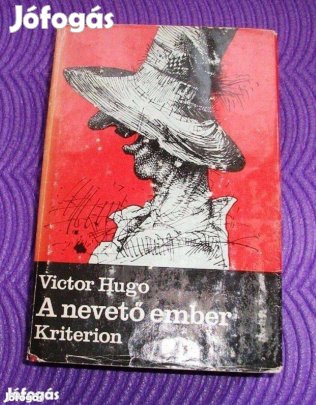 Jófogás
Victor Hugo
A nevető ember
Kriterion
Jófogás